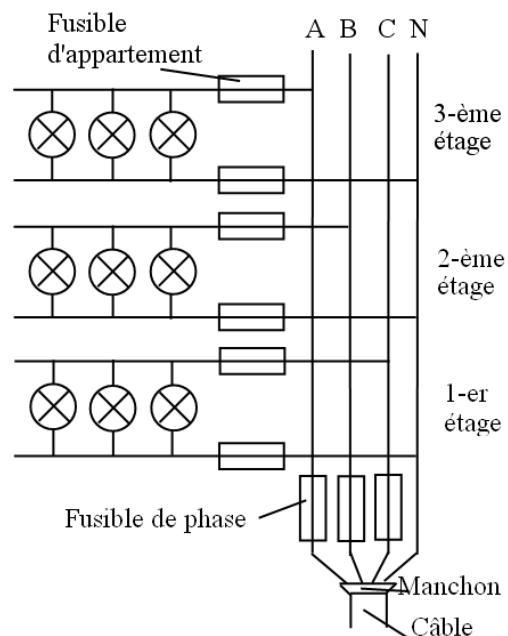 Fusible
d'appartement
A B C N
3-ème
étage
2-ème
étage
1-er
étage
Fusible de phase
Manchon
Câble